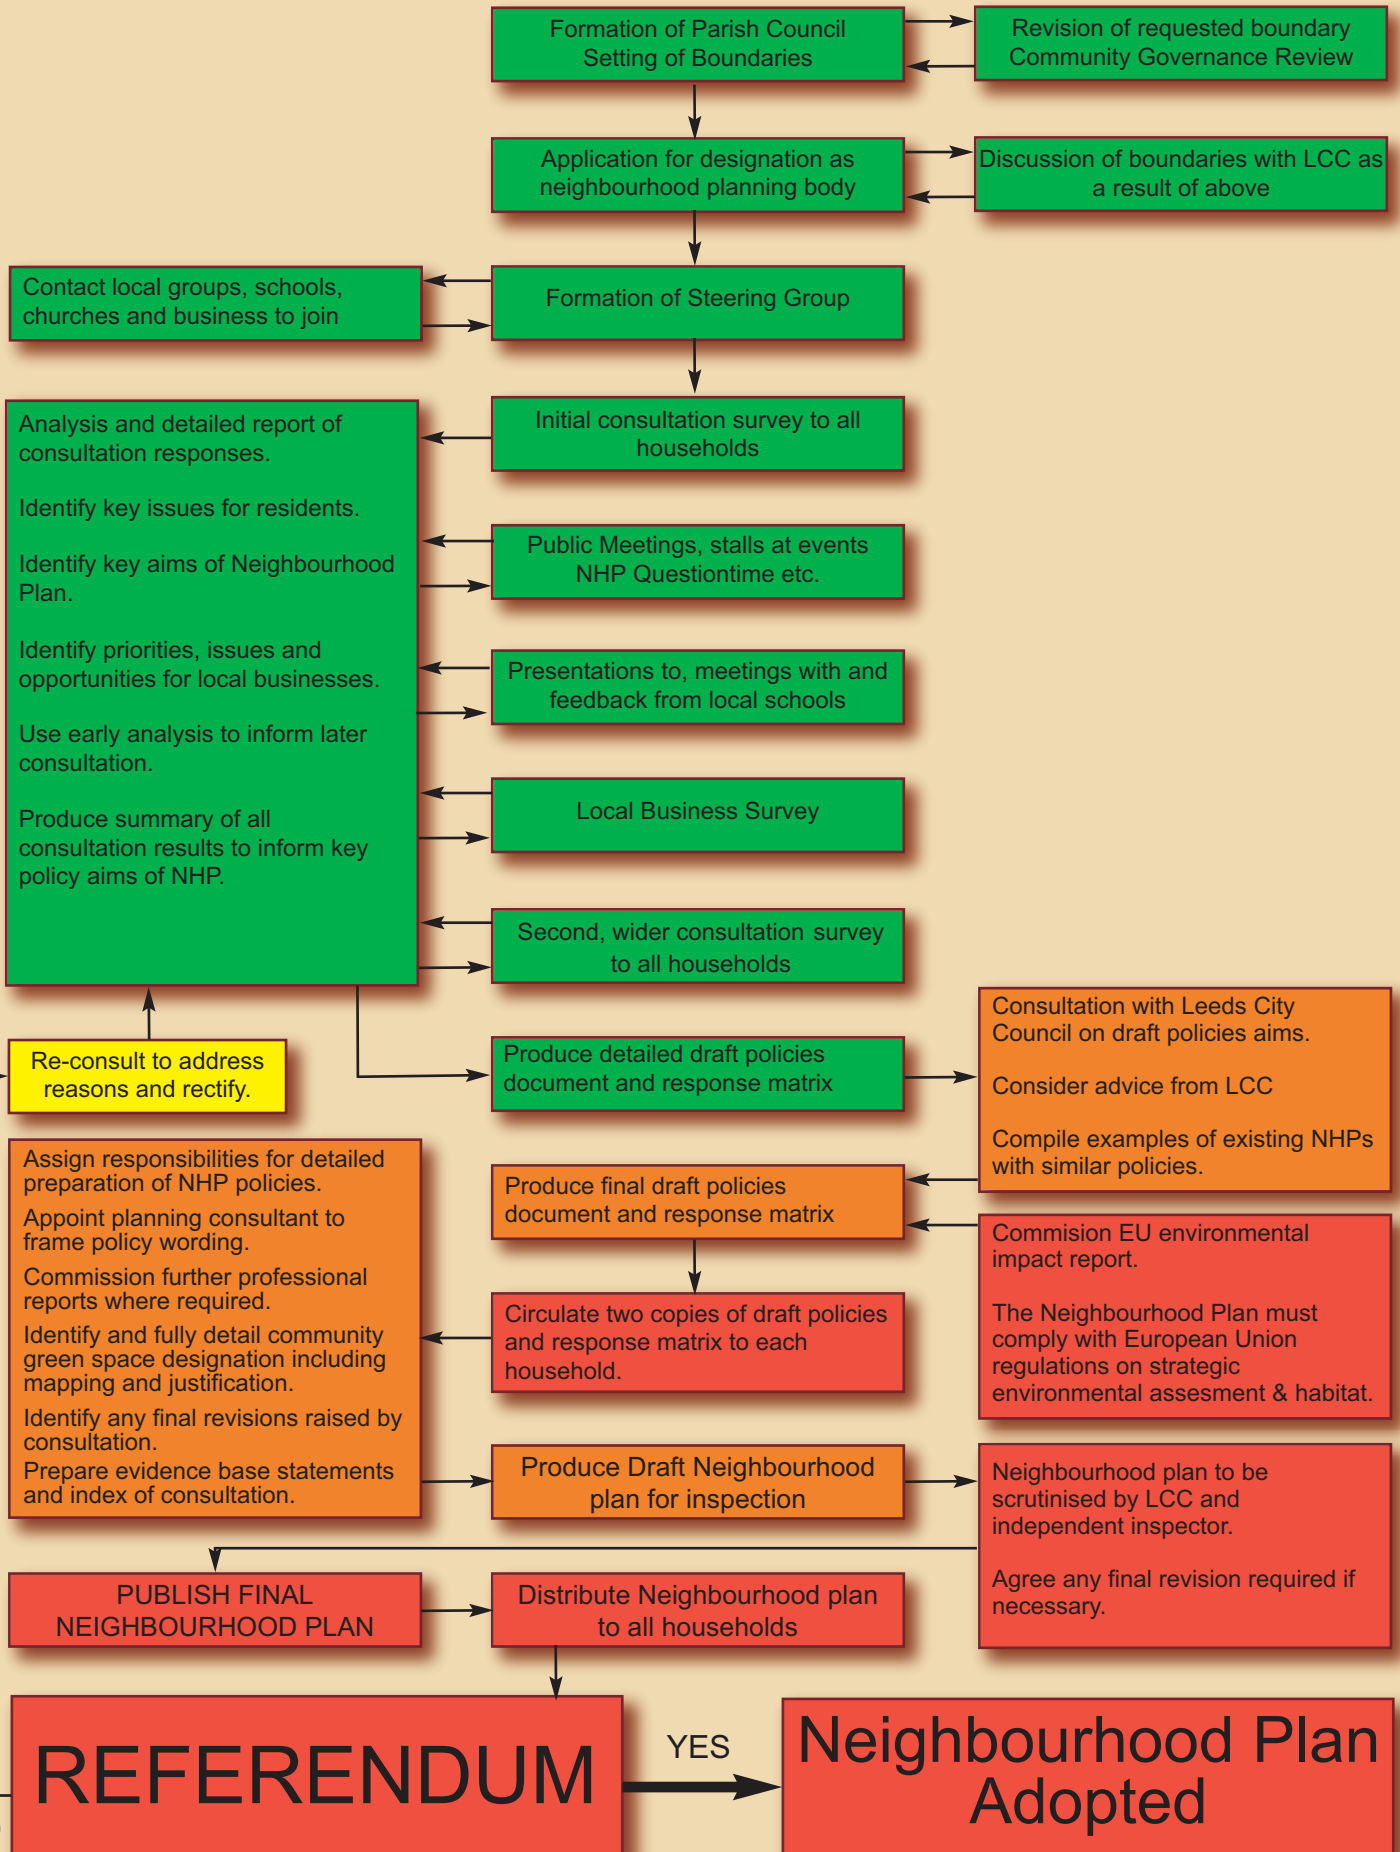 Formation of Parish Council
Setting of Boundaries
Revision of requested boundary
Community Governance Review
Application for designation as
neighbourhood planning body
Discussion of boundaries with LCC as
a result of above
Contact local groups, schools,
churches and business to join
Formation of Steering Group
Initial consultation survey to all
households
Analysis and detailed report of
consultation responses.
Identify key issues for residents.
Identify key aims of Neighbourhood
Plan.
Identify priorities, issues and
opportunities for local businesses.
Use early analysis to inform later
consultation.
Produce summary of all
consultation results to inform key
policy aims of NHP.
Public Meetings, stalls at events
NHP Questiontime etc.
Presentations to, meetings with and
feedback from local schools
Local Business Survey
Second, wider consultation survey
to all households
Re-consult to address
reasons and rectify.
Produce detailed draft policies
document and response matrix
Consultation with Leeds City
Council on draft policies aims.
Consider advice from LCC
Compile examples of existing NHPs
with similar policies.
Produce final draft policies
document and response matrix
Commision EU environmental
impact report.
The Neighbourhood Plan must
comply with European Union
regulations on strategic
environmental assesment & habitat.
Circulate two copies of draft policies
and response matrix to each
household.
Assign responsibilities for detailed
preparation of NHP policies.
Appoint planning consultant to
frame policy wording.
Commission further professional
reports where required.
Identify and fully detail community
green space designation including
mapping and justification.
Identify any final revisions raised by
consultation.
Prepare evidence base statements
and index of consultation.
Produce Draft Neighbourhood
plan for inspection
Neighbourhood plan to be
scrutinised by LCC and
independent inspector.
Agree any final revision required if
necessary.
PUBLISH FINAL
NEIGHBOURHOOD PLAN
Distribute Neighbourhood plan
to all households
REFERENDUM
YES
Neighbourhood Plan
Adopted